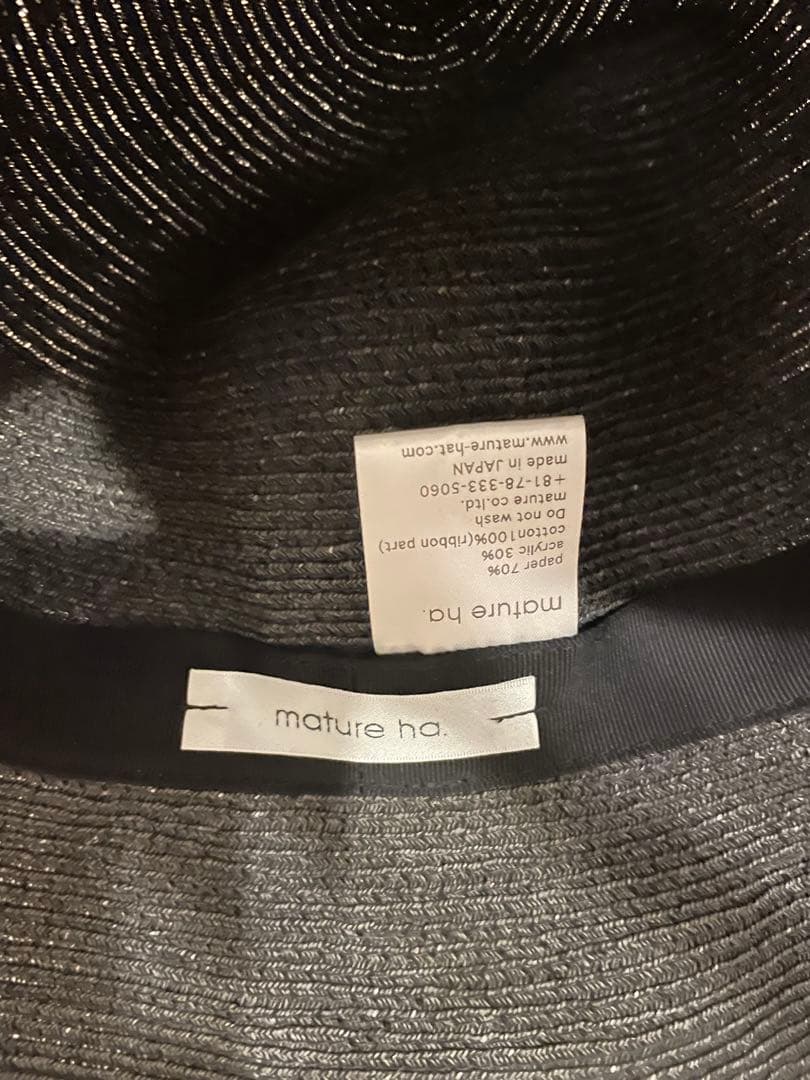 mature ha.
paper 70%
acrylic 30%
cotton100%(ribbon part)
Do not wash
mature co.ltd.
+81-78-333-5060
made in JAPAN
www.mature-hat.com
mature ha.